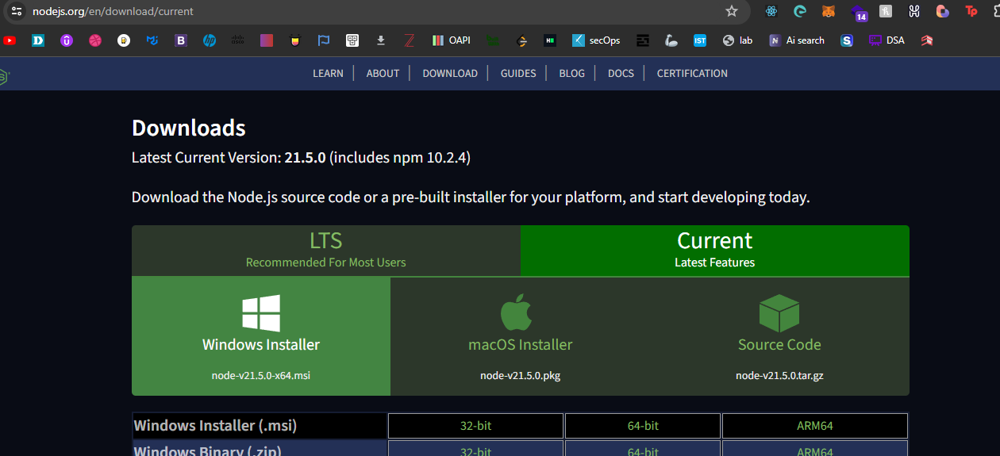 nodejs.org/en/download/current
14
Tp
D
B
hp
Z
OAPI
secOps
IST
lab
N
Ai search
S
DSA
LEARN ABOUT DOWNLOAD GUIDES BLOG DOCS CERTIFICATION
Downloads
Latest Current Version: 21.5.0 (includes npm 10.2.4)
Download the Node.js source code or a pre-built installer for your platform, and start developing today.
LTS
Recommended For Most Users
Current
Latest Features
Windows Installer
node-v21.5.0-x64.msi
macOS Installer
node-v21.5.0.pkg
Source Code
node-v21.5.0.tar.gz
Windows Installer (.msi) 32-bit 64-bit ARM64
Windows Binary (.zip) 32-bit 64-bit ARM64